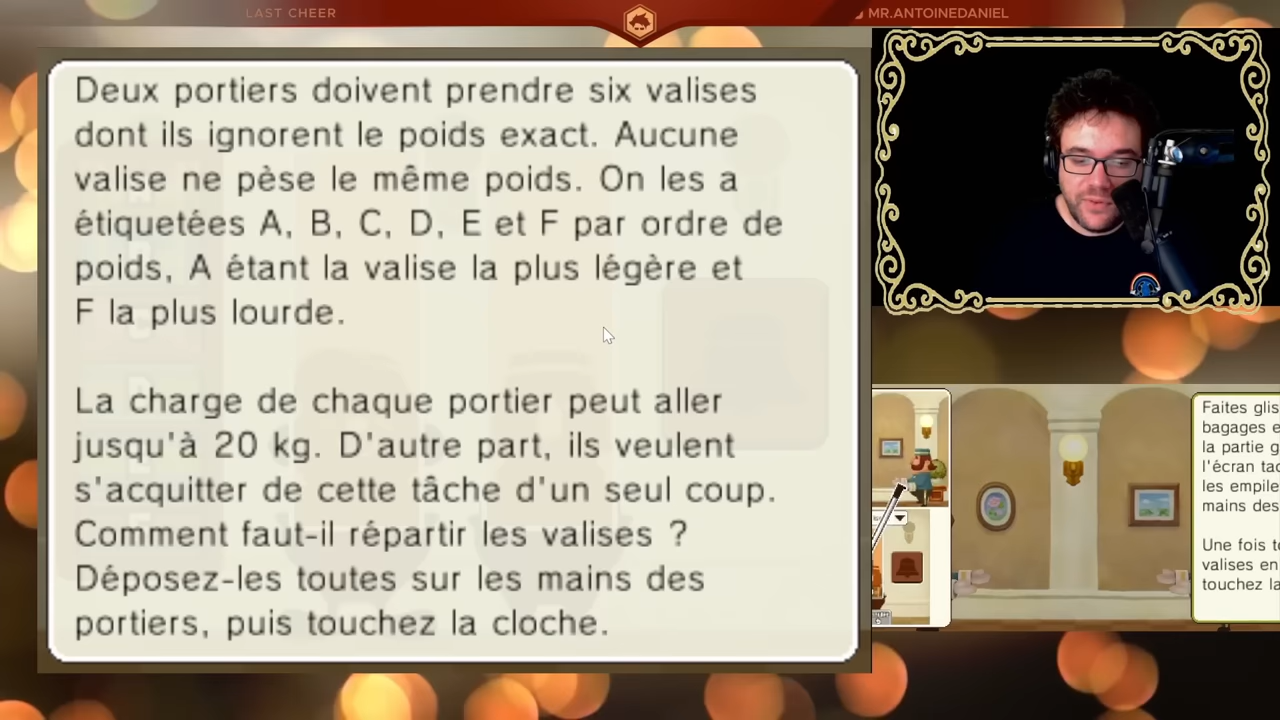 LAST CHEER
MR.ANTOINEDANIEL
Deux portiers doivent prendre six valises
dont ils ignorent le poids exact. Aucune
valise ne pèse le même poids. On les a
étiquetées A, B, C, D, E et F par ordre de
poids, A étant la valise la plus légère et
F la plus lourde.
La charge de chaque portier peut aller
jusqu'à 20 kg. D'autre part, ils veulent
s'acquitter de cette tâche d'un seul coup.
Comment faut-il répartir les valises ?
Déposez-les toutes sur les mains des
portiers, puis touchez la cloche.
Faites glis
bagages e
la partie g
l'écran tac
les empile
mains des
Une fois to
valises en
touchez la